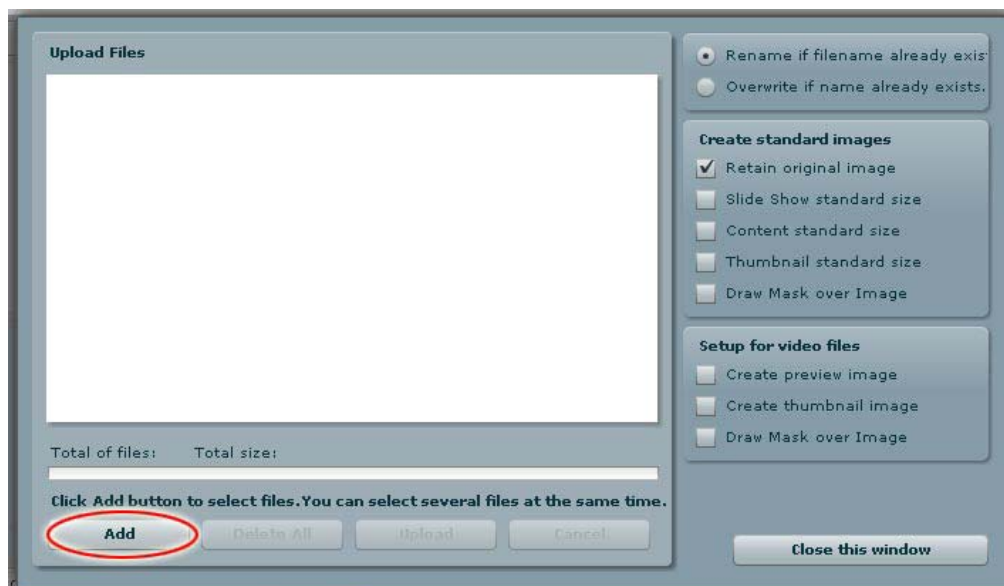 Upload Files
Total of files: Total size:
Click Add button to select files.You can select several files at the same time.
Add Delete All Upload Cancel
Rename if filename already exis
Overwrite if name already exists.
Create standard images
Retain original image
Slide Show standard size
Content standard size
Thumbnail standard size
Draw Mask over Image
Setup for video files
Create preview image
Create thumbnail image
Draw Mask over Image
Close this window